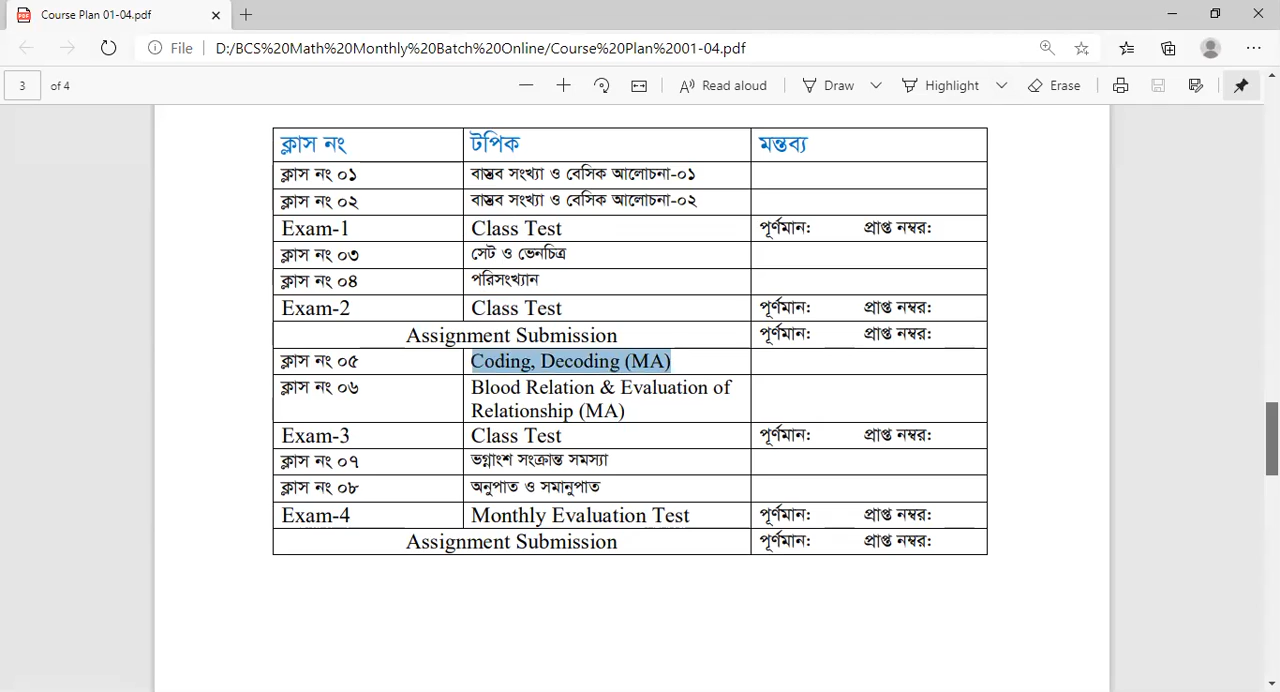 Course Plan 01-04.pdf
File D:/BCS%20Math%20Monthly%20Batch%20Online/Course%20Plan%2001-04.pdf
3 of 4 Read aloud Draw Highlight Erase
ক্লাস নং টপিক মন্তব্য
ক্লাস নং ০১ বাস্তব সংখ্যা ও বেসিক আলোচনা-০১
ক্লাস নং ০২ বাস্তব সংখ্যা ও বেসিক আলোচনা-০২
Exam-1 Class Test পূর্ণমান: প্রাপ্ত নম্বর:
ক্লাস নং ০৩ সেট ও ভেনচিত্র
ক্লাস নং ০৪ পরিসংখ্যান
Exam-2 Class Test পূর্ণমান: প্রাপ্ত নম্বর:
Assignment Submission পূর্ণমান: প্রাপ্ত নম্বর:
ক্লাস নং ০৫ Coding, Decoding (MA)
ক্লাস নং ০৬ Blood Relation & Evaluation of
Relationship (MA)
Exam-3 Class Test পূর্ণমান: প্রাপ্ত নম্বর:
ক্লাস নং ০৭ ভগ্নাংশ সংক্রান্ত সমস্যা
ক্লাস নং ০৮ অনুপাত ও সমানুপাত
Exam-4 Monthly Evaluation Test পূর্ণমান: প্রাপ্ত নম্বর:
Assignment Submission পূর্ণমান: প্রাপ্ত নম্বর: